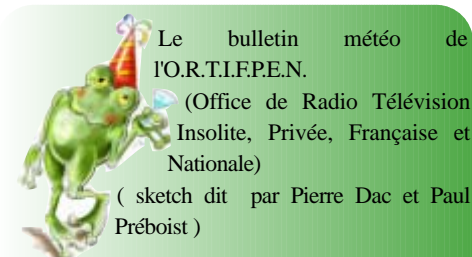 Le bulletin météo de
l'O.R.T.I.F.P.E.N.
(Office de Radio Télévision
Insolite, Privée, Française et
Nationale)
( sketch dit par Pierre Dac et Paul
Préboist )